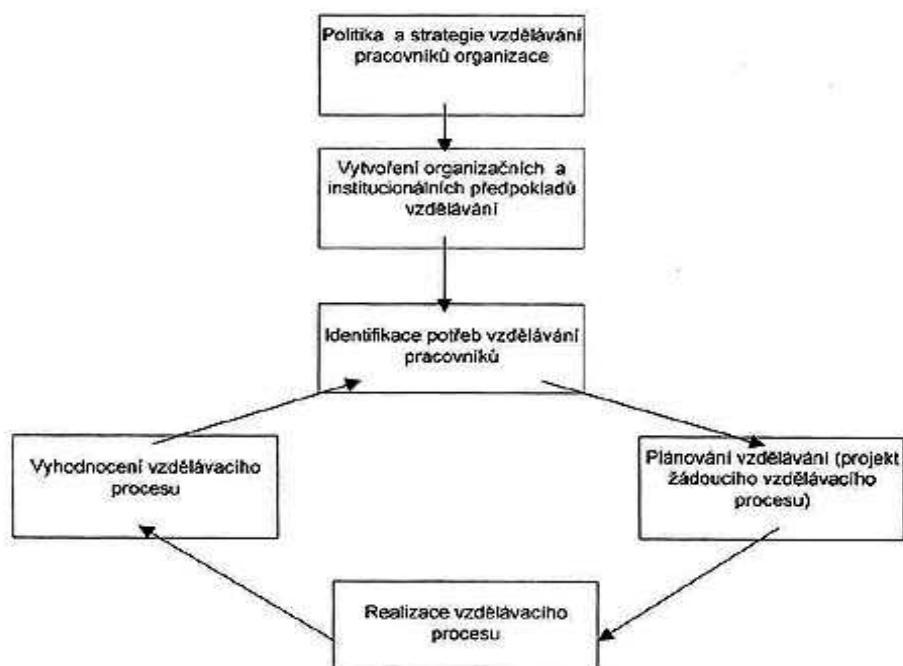 Politika a strategie vzdělávání
pracovníků organizace
Vytvoření organizačních a
institucionálních předpokladů
vzdělávání
Identifikace potřeb vzdělávání
pracovníků
Vyhodnocení vzdělávacího
procesu
Plánování vzdělávání (projekt
žádoucího vzdělávacího
procesu)
Realizace vzdělávacího
procesu